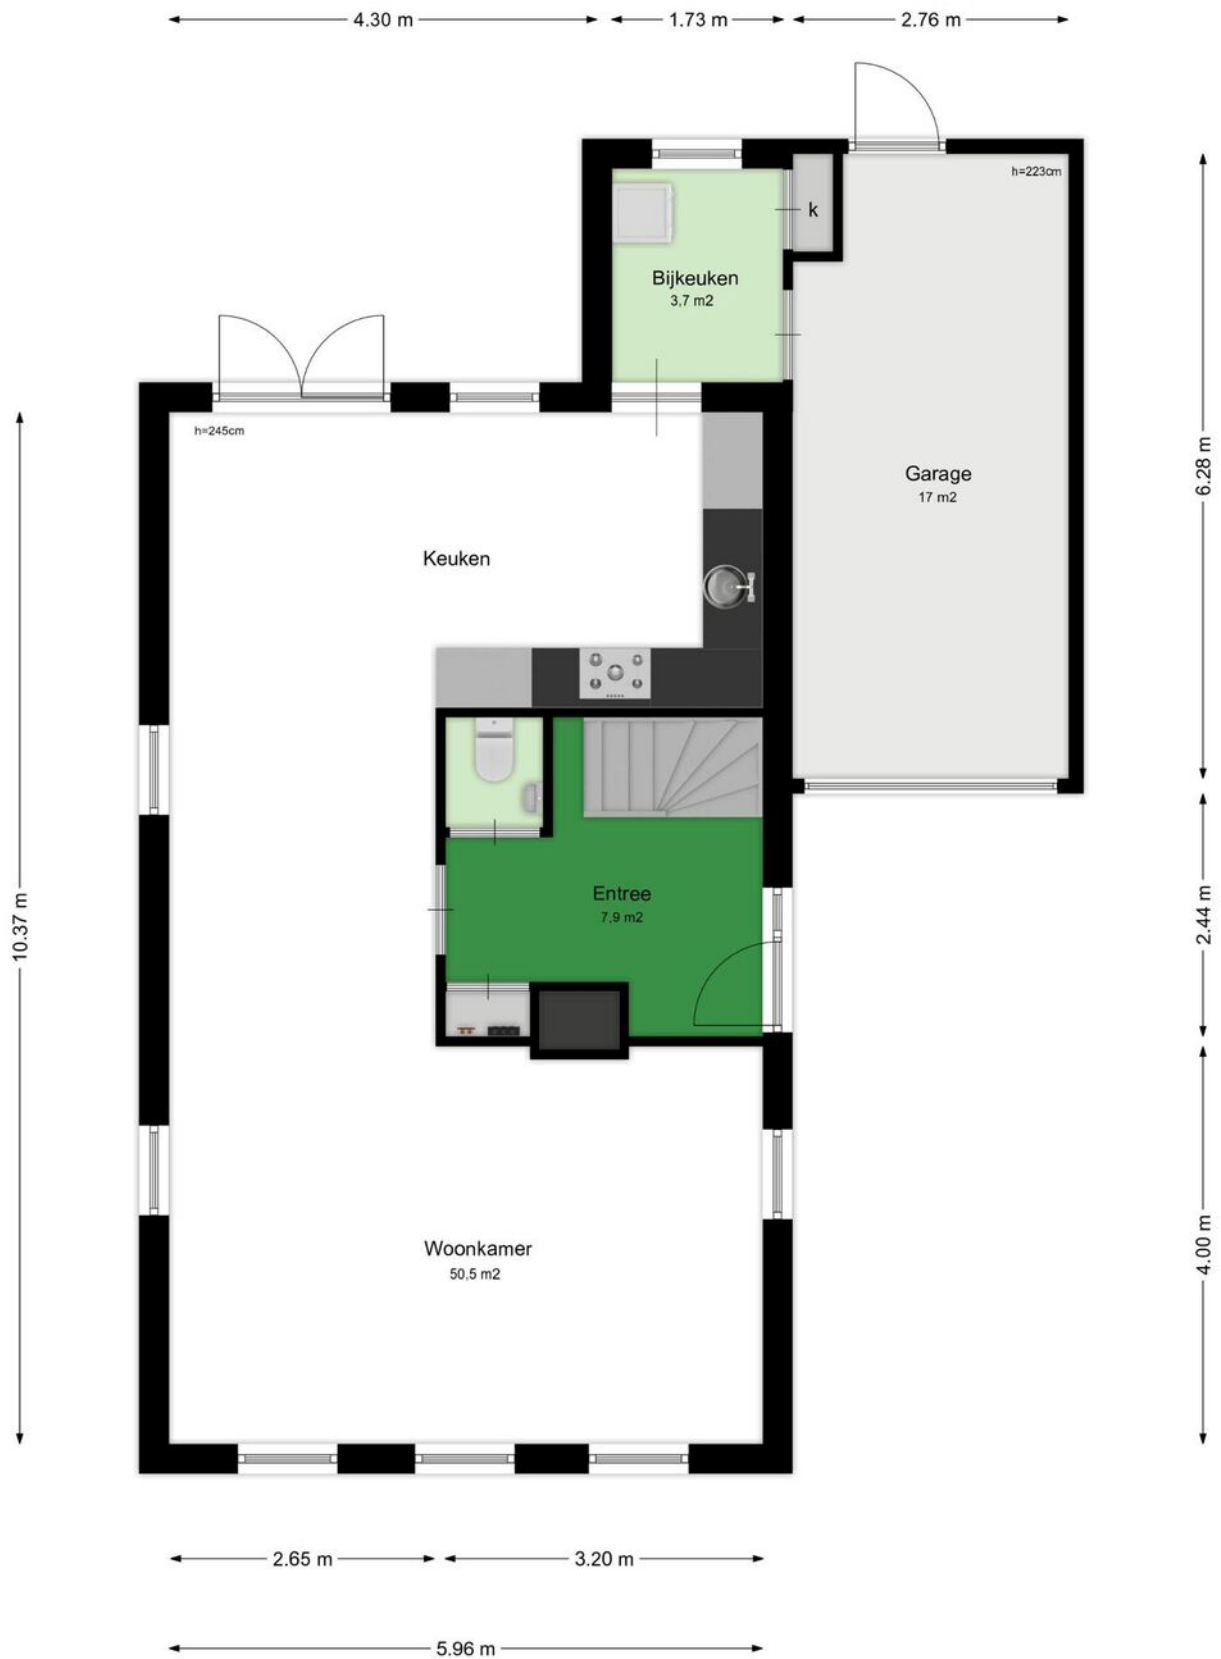 4.30 m
1.73 m
2.76 m
h=223cm
k
Bijkeuken
3,7 m2
h=245cm
6.28 m
Garage
17 m2
Keuken
Entree
7,9 m2
10.37 m
2.44 m
Woonkamer
50,5 m2
4.00 m
2.65 m
3.20 m
5.96 m